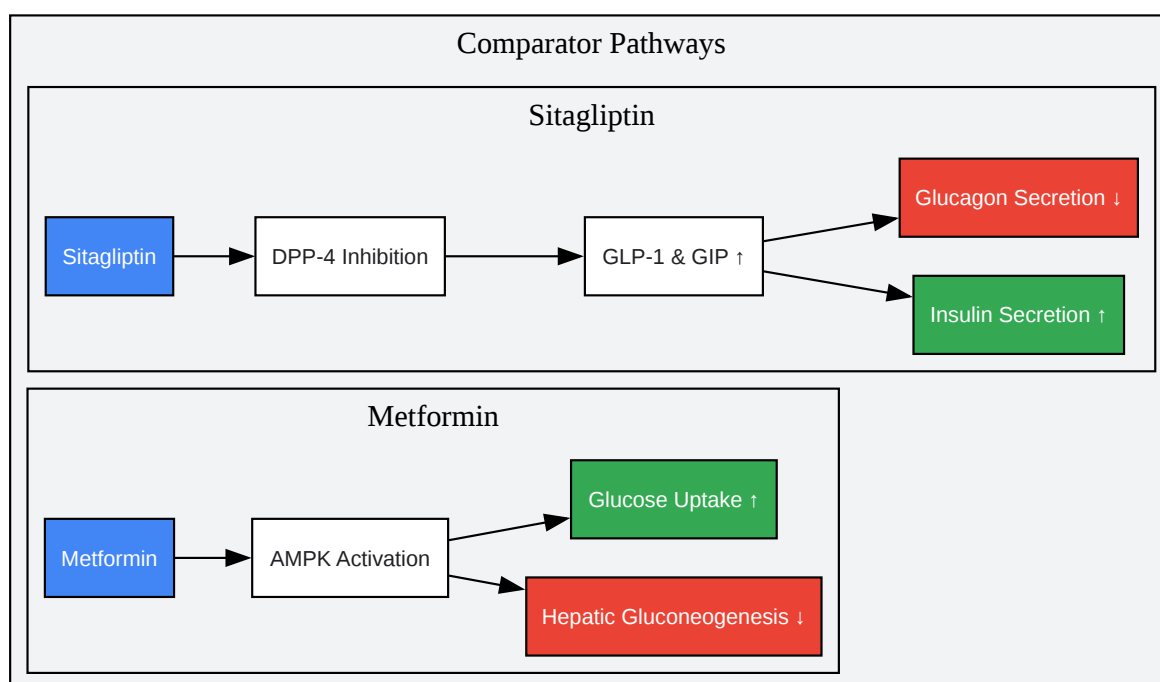 Comparator Pathways
Sitagliptin
Sitagliptin
DPP-4 Inhibition
GLP-1 & GIP ↑
Glucagon Secretion ↓
Insulin Secretion ↑
Metformin
Metformin
AMPK Activation
Glucose Uptake ↑
Hepatic Gluconeogenesis ↓